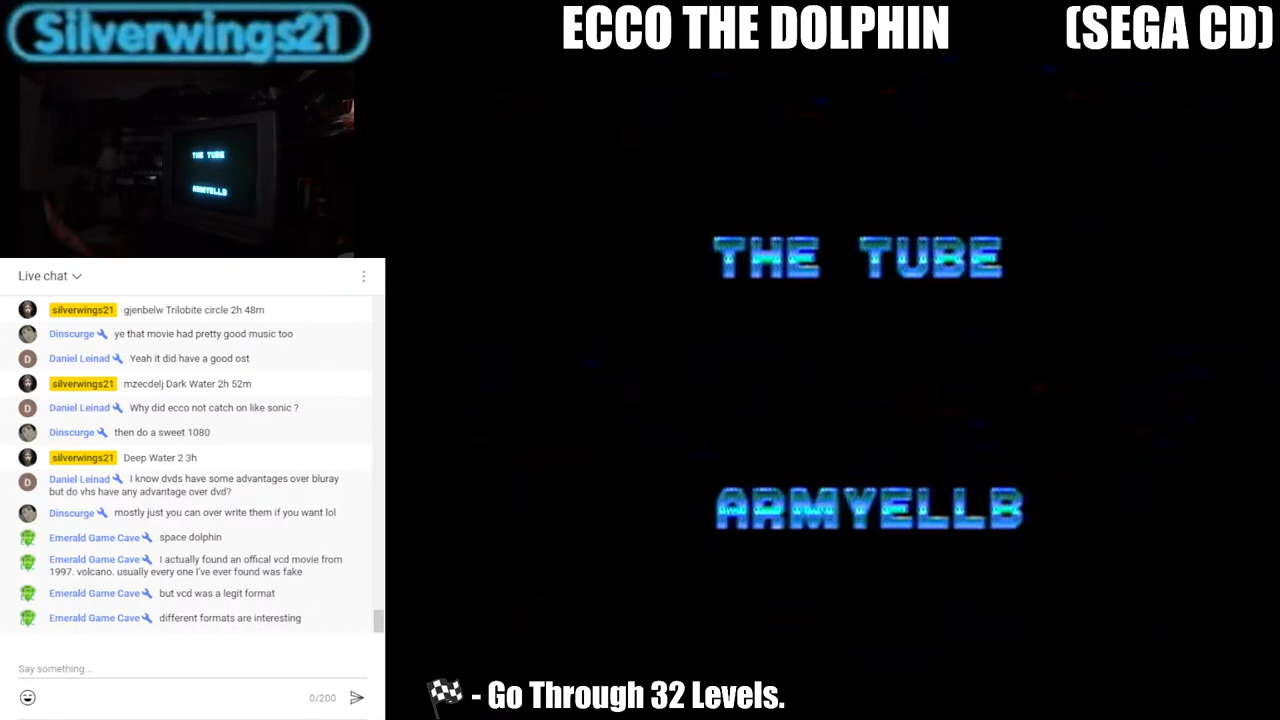 Silverwings21
ECCO THE DOLPHIN (SEGA CD)
THE TUBE
ARMYELLB
Live chat
silverwings21 gjenbelw Trilobite circle 2h 48m
Dinscurge ye that movie had pretty good music too
Daniel Leinad Yeah it did have a good ost
silverwings21 mzecdelj Dark Water 2h 52m
Daniel Leinad Why did ecco not catch on like sonic ?
Dinscurge then do a sweet 1080
silverwings21 Deep Water 2 3h
Daniel Leinad I know dvds have some advantages over bluray
but do vhs have any advantage over dvd?
Dinscurge mostly just you can over write them if you want lol
Emerald Game Cave space dolphin
Emerald Game Cave I actually found an offical vcd movie from
1997. volcano. usually every one I've ever found was fake
Emerald Game Cave but vcd was a legit format
Emerald Game Cave different formats are interesting
Say something...
0/200
THE TUBE
ARMYELLB
- Go Through 32 Levels.